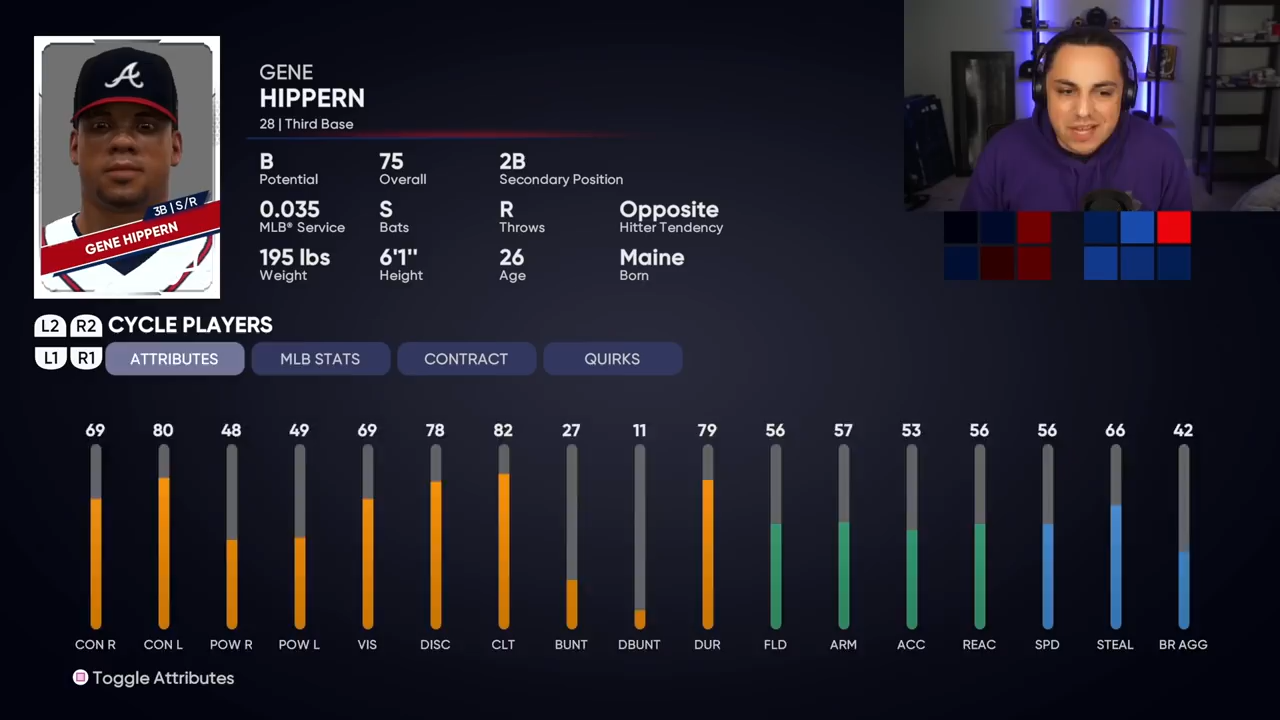 GENE
HIPPERN
28 | Third Base
B
Potential
75
Overall
2B
Secondary Position
0.035
MLB® Service
S
Bats
R
Throws
Opposite
Hitter Tendency
195 lbs
Weight
6'1''
Height
26
Age
Maine
Born
A
3B | S/R
GENE HIPPERN
L2 R2 CYCLE PLAYERS
L1 R1 ATTRIBUTES MLB STATS CONTRACT QUIRKS
69 80 48 49 69 78 82 27 11 79 56 57 53 56 56 66 42
CON R CON L POW R POW L VIS DISC CLT BUNT DBUNT DUR FLD ARM ACC REAC SPD STEAL BR AGG
Toggle Attributes